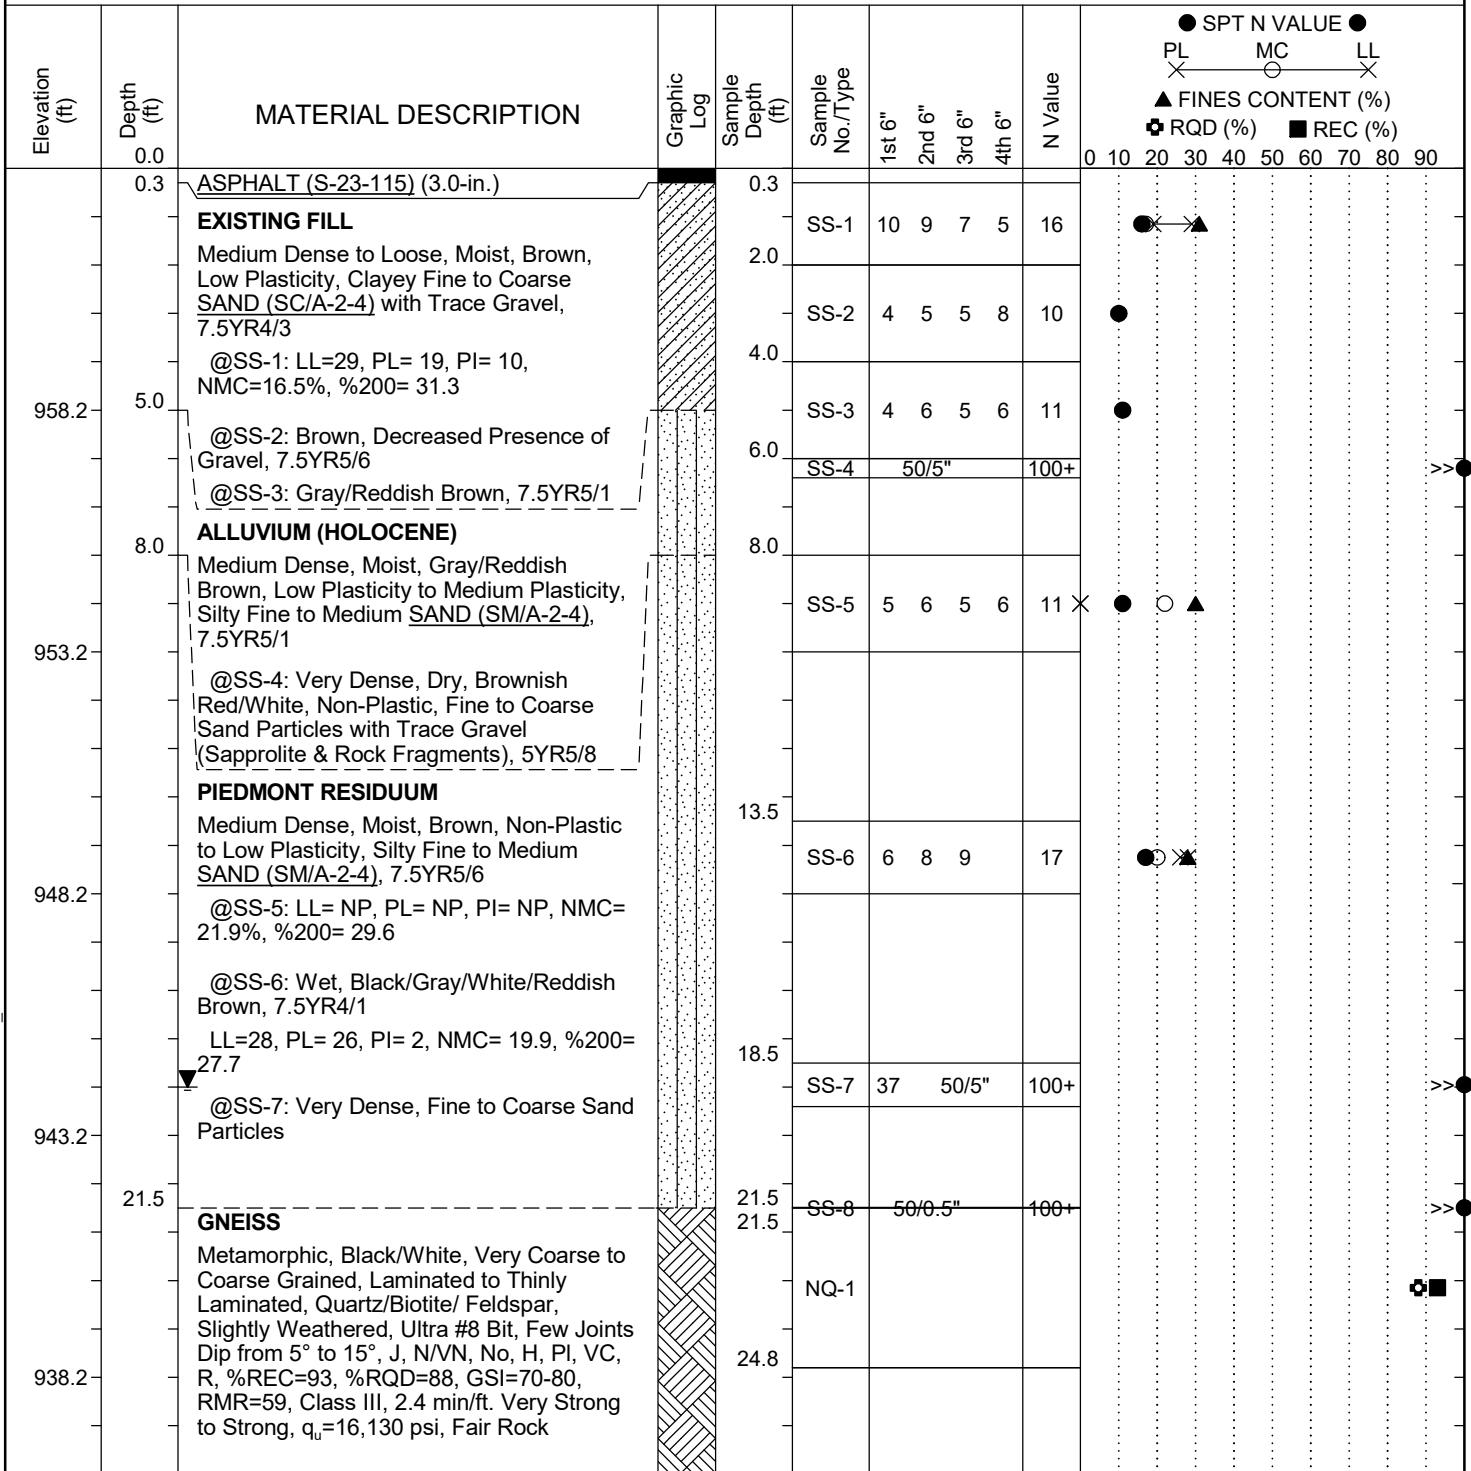 ● SPT N VALUE ●
PL MC LL
▲ FINES CONTENT (%)
RQD (%) ■ REC (%)
Elevation (ft)
Depth (ft)
0.0
MATERIAL DESCRIPTION
Graphic Log
Sample Depth (ft)
Sample No./Type
1st 6"
2nd 6"
3rd 6"
4th 6"
N Value
0 10 20 30 40 50 60 70 80 90
0.3 ASPHALT (S-23-115) (3.0-in.) 0.3
EXISTING FILL
SS-1 10 9 7 5 16
Medium Dense to Loose, Moist, Brown,
2.0
Low Plasticity, Clayey Fine to Coarse
SAND (SC/A-2-4) with Trace Gravel,
SS-2 4 5 5 8 10
7.5YR4/3
4.0
@SS-1: LL=29, PL= 19, PI= 10,
NMC=16.5%, %200= 31.3
958.2 5.0
SS-3 4 6 5 6 11
@SS-2: Brown, Decreased Presence of
Gravel, 7.5YR5/6
6.0
SS-4 50/5" 100+ >>
@SS-3: Gray/Reddish Brown, 7.5YR5/1
ALLUVIUM (HOLOCENE)
8.0 8.0
Medium Dense, Moist, Gray/Reddish
Brown, Low Plasticity to Medium Plasticity,
SS-5 5 6 5 6 11
Silty Fine to Medium SAND (SM/A-2-4),
7.5YR5/1
953.2
@SS-4: Very Dense, Dry, Brownish
Red/White, Non-Plastic, Fine to Coarse
Sand Particles with Trace Gravel
(Sapprolite & Rock Fragments), 5YR5/8
PIEDMONT RESIDUUM
13.5
Medium Dense, Moist, Brown, Non-Plastic
to Low Plasticity, Silty Fine to Medium
SS-6 6 8 9 17
SAND (SM/A-2-4), 7.5YR5/6
948.2
@SS-5: LL= NP, PL= NP, PI= NP, NMC=
21.9%, %200= 29.6
@SS-6: Wet, Black/Gray/White/Reddish
Brown, 7.5YR4/1
LL=28, PL= 26, PI= 2, NMC= 19.9, %200=
18.5
27.7
SS-7 37 50/5" 100+ >>
@SS-7: Very Dense, Fine to Coarse Sand
Particles
943.2
21.5 21.5
SS-8 50/0.5" 100+ >>
21.5
GNEISS
Metamorphic, Black/White, Very Coarse to
Coarse Grained, Laminated to Thinly
NQ-1
Laminated, Quartz/Biotite/ Feldspar,
Slightly Weathered, Ultra #8 Bit, Few Joints
Dip from 5° to 15°, J, N/VN, No, H, Pl, VC,
24.8
R, %REC=93, %RQD=88, GSI=70-80,
938.2
RMR=59, Class III, 2.4 min/ft. Very Strong
to Strong, qu=16,130 psi, Fair Rock